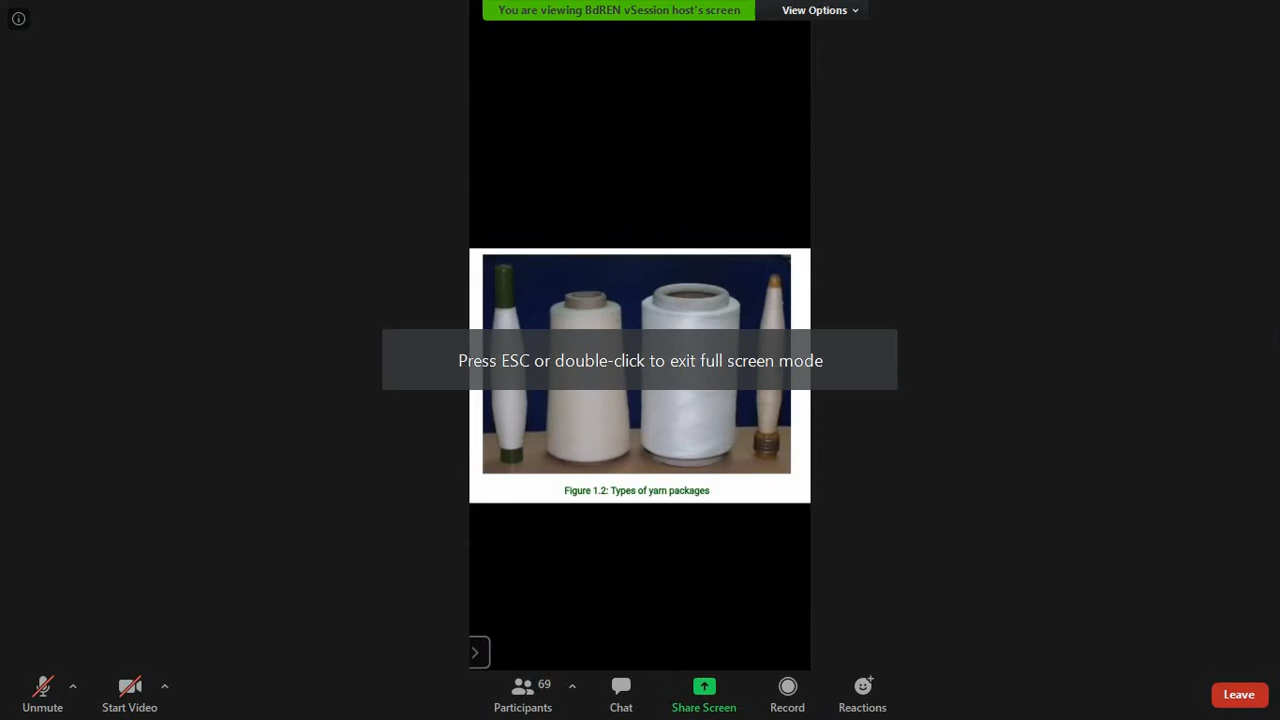 You are viewing BdREN vSession host's screen
View Options
Press ESC or double-click to exit full screen mode
Figure 1.2: Types of yarn packages
Unmute
Start Video
69
Participants
Chat
Share Screen
Record
Reactions
Leave